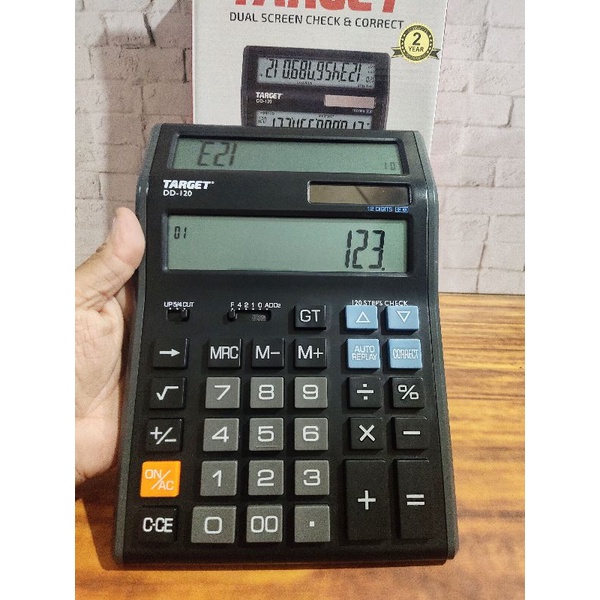 TARGET
DUAL SCREEN CHECK & CORRECT
2
YEAR
TARGET
DD-120
01 123
TARGET®
DD-120
12 DIGITS
01 123.
UP 5/4 CUT
F 4 2 1 0 ADD2
GT
120 STEPS CHECK
△ ▽
→ MRC M− M+ AUTO REPLAY CORRECT
√ 7 8 9 ÷ %
+/− 4 5 6 × −
ON/AC 1 2 3 + =
C·CE 0 00 ·